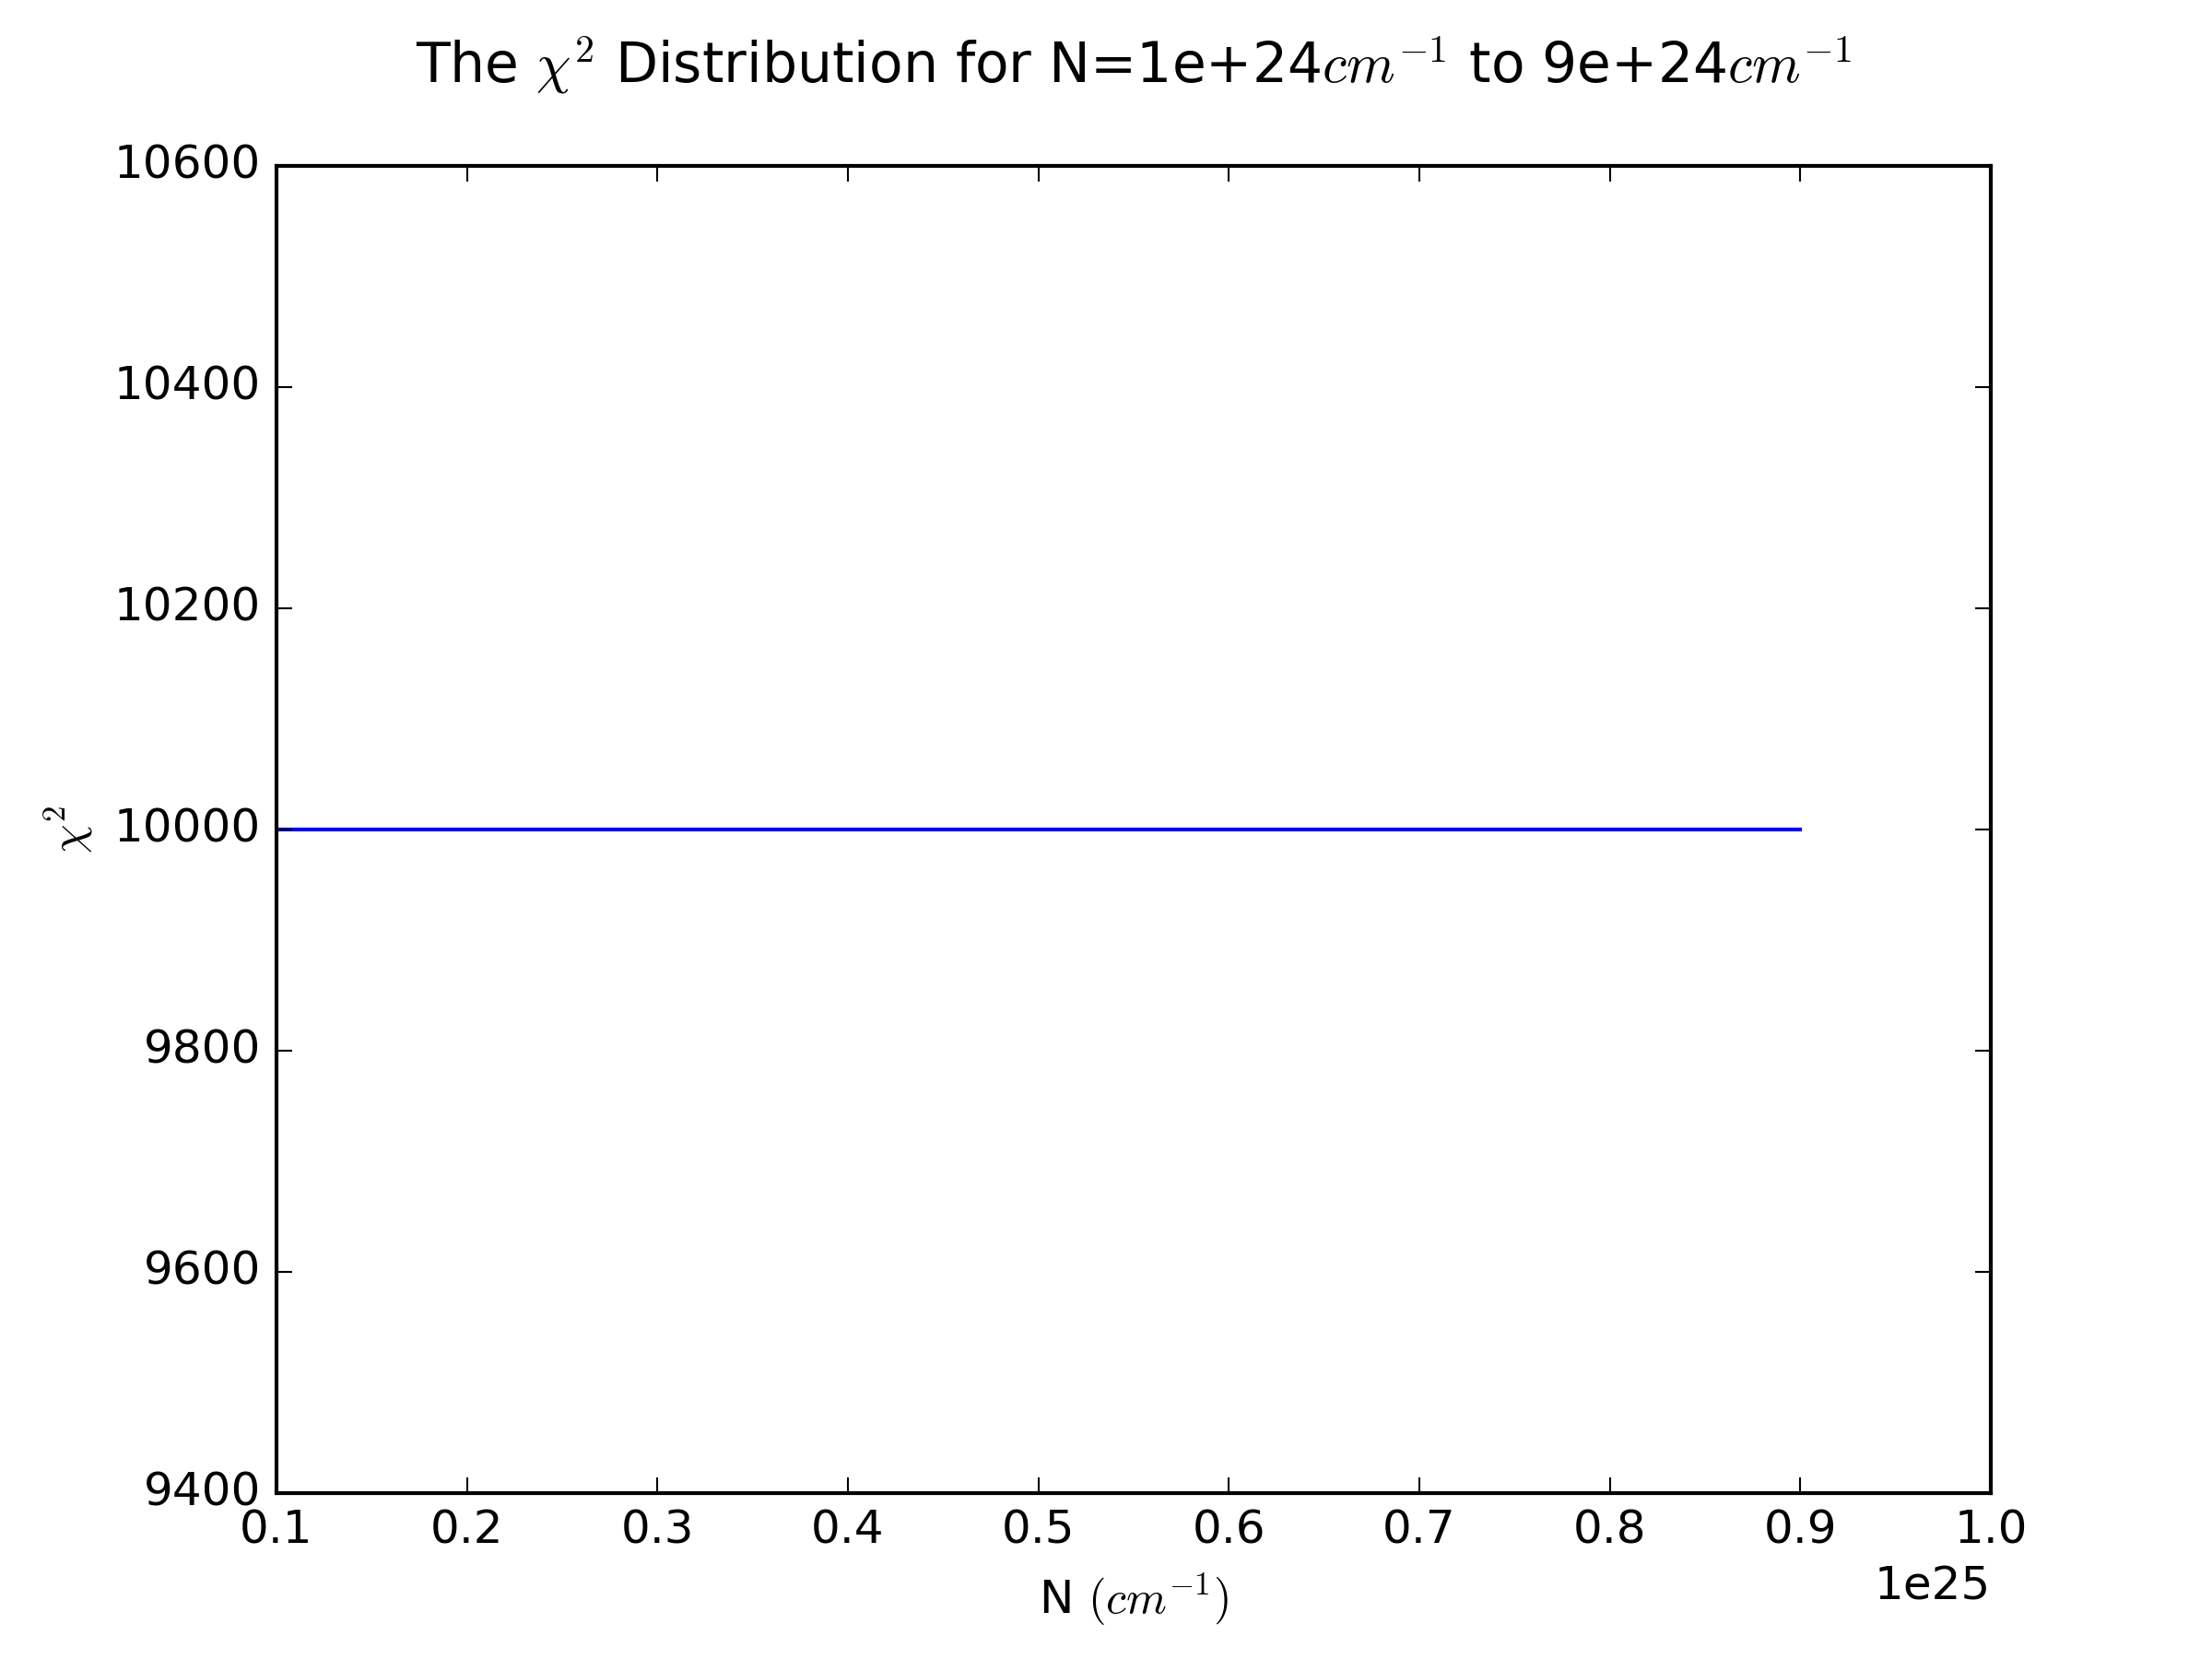 The χ² Distribution for N=1e+24cm⁻¹ to 9e+24cm⁻¹
10600
10400
10200
10000
9800
9600
9400
χ²
0.1 0.2 0.3 0.4 0.5 0.6 0.7 0.8 0.9 1.0
1e25
N (cm⁻¹)